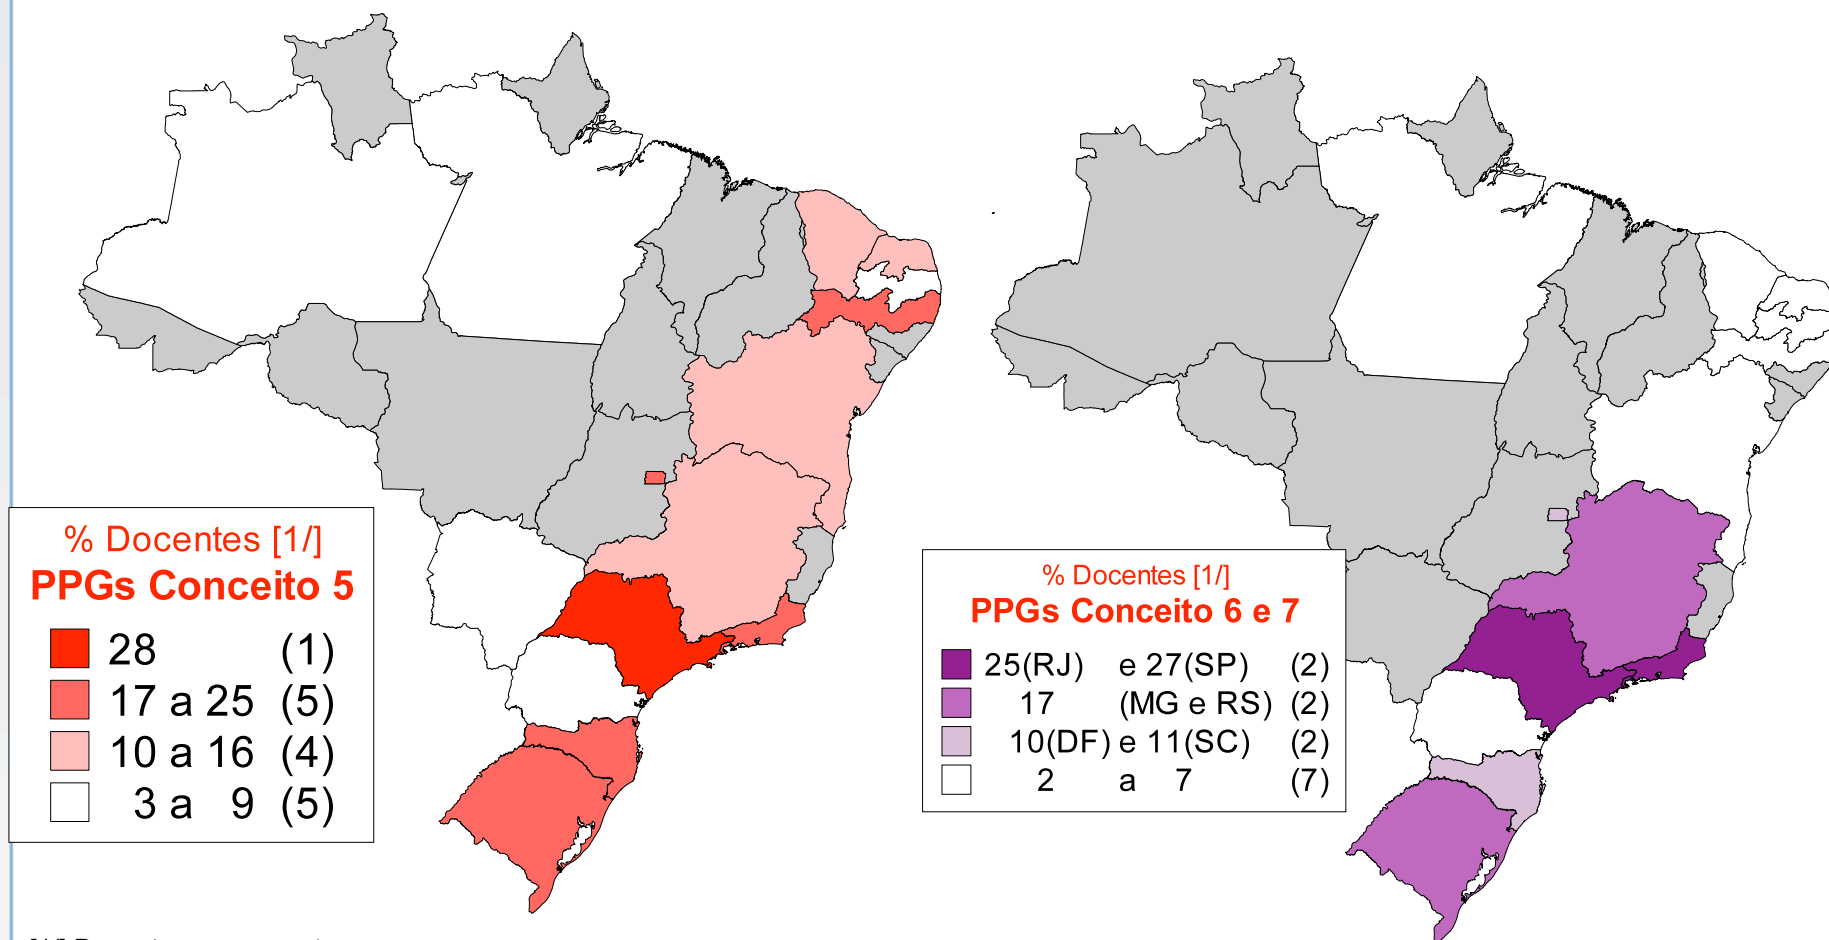 % Docentes [1/]
PPGs Conceito 5
28 (1)
17 a 25 (5)
10 a 16 (4)
3 a 9 (5)
% Docentes [1/]
PPGs Conceito 6 e 7
25(RJ) e 27(SP) (2)
17 (MG e RS) (2)
10(DF) e 11(SC) (2)
2 a 7 (7)